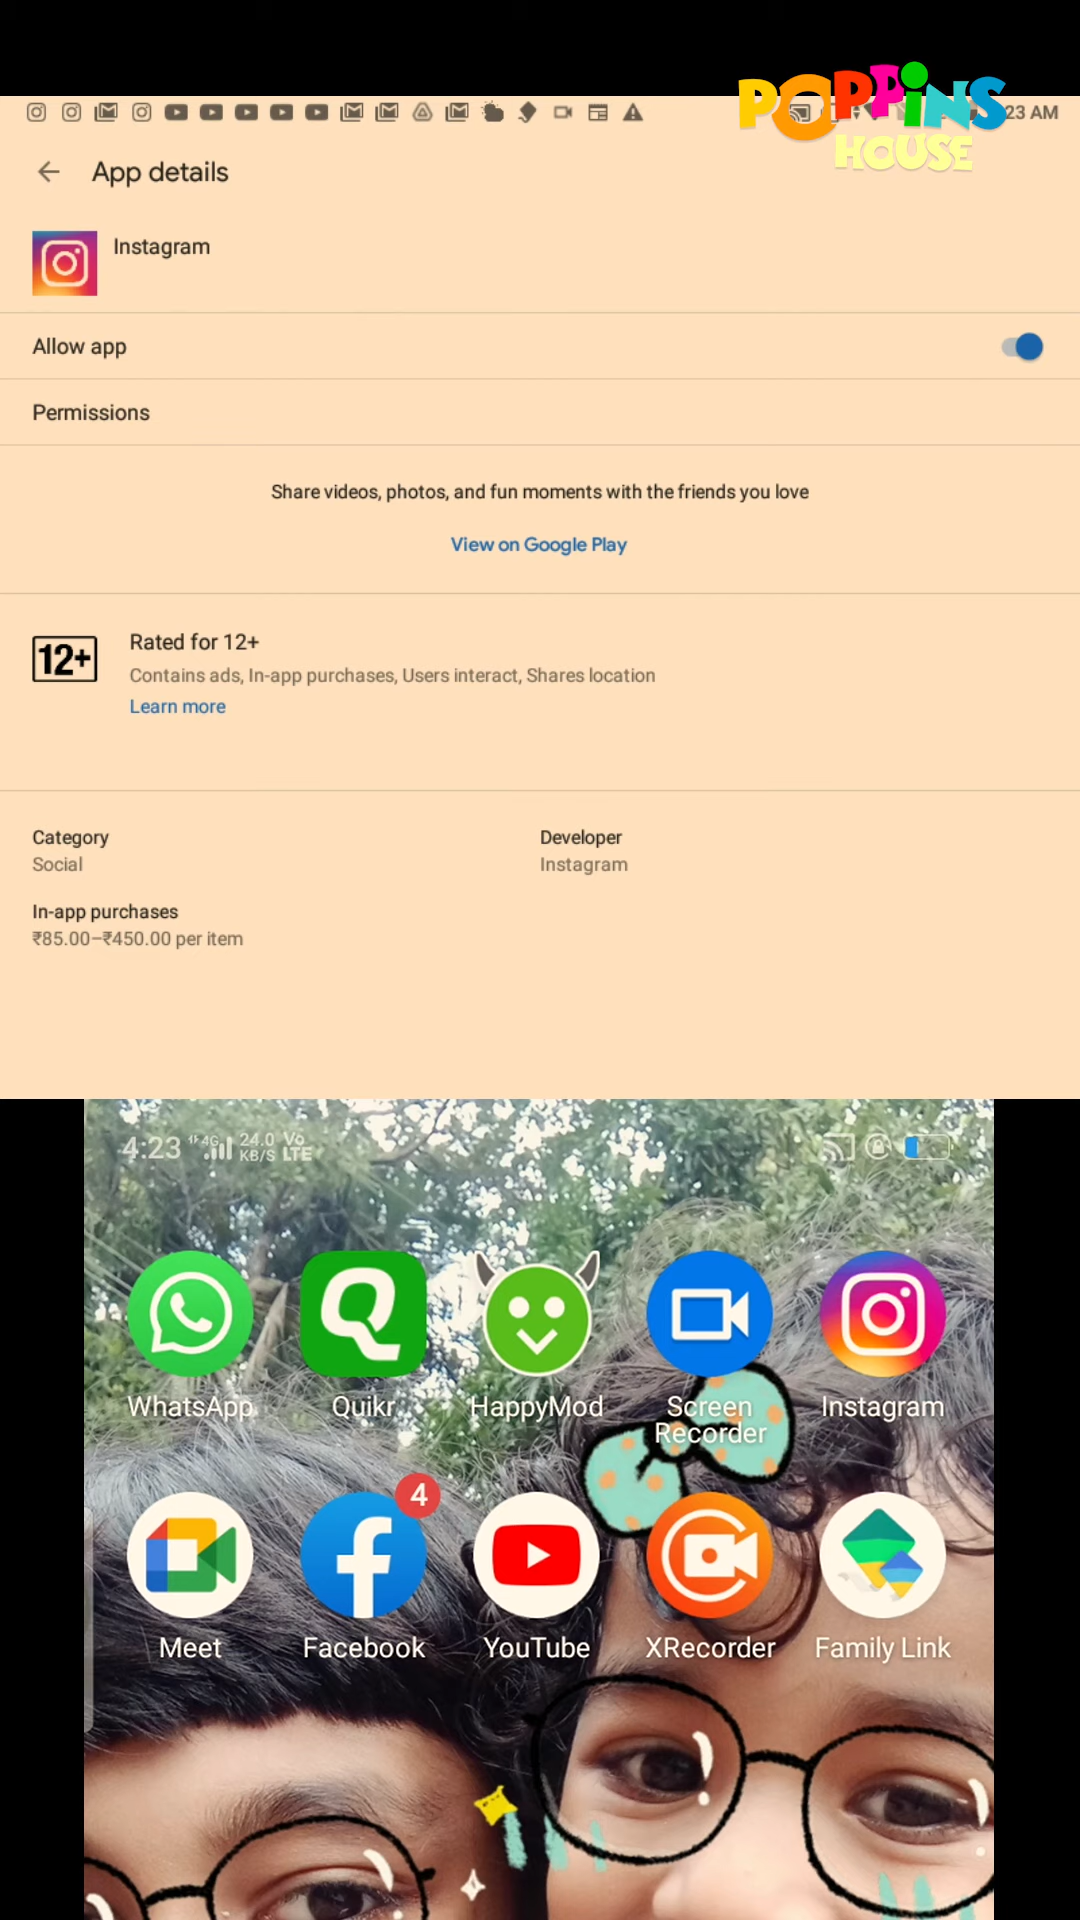 POPPiNS
HOUSE
23 AM
App details
Instagram
Allow app
Permissions
Share videos, photos, and fun moments with the friends you love
View on Google Play
12+
Rated for 12+
Contains ads, In-app purchases, Users interact, Shares location
Learn more
Category
Developer
Social
Instagram
In-app purchases
₹85.00–₹450.00 per item
4:23 4G 24.0 KB/S Vo LTE
WhatsApp
Quikr
HappyMod
Screen
Recorder
Instagram
4
Meet
Facebook
YouTube
XRecorder
Family Link